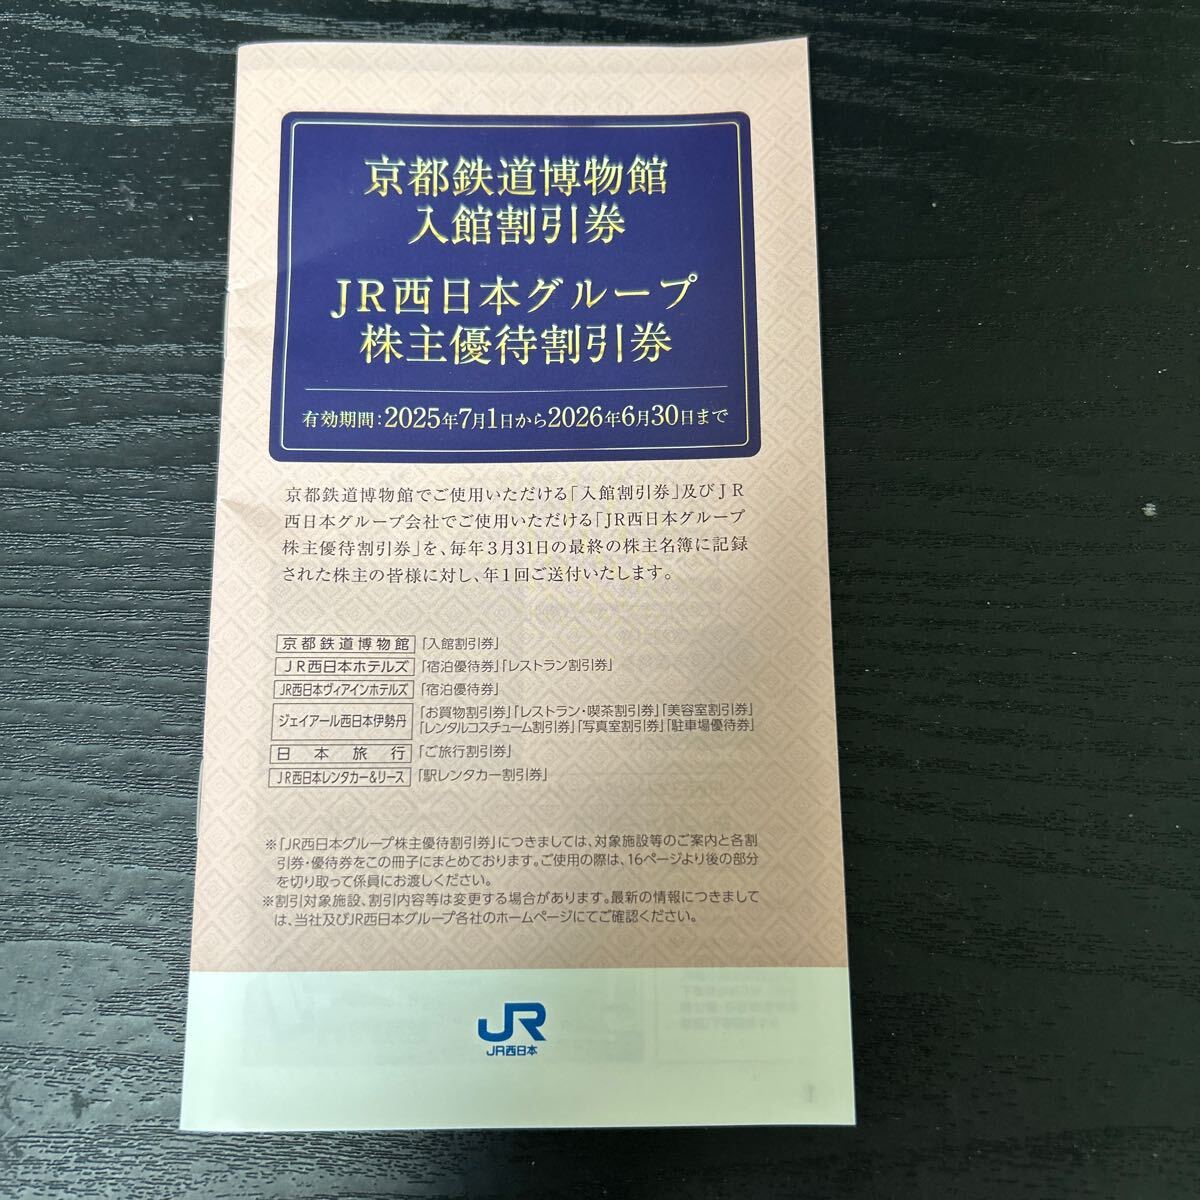 京都鉄道博物館
入館割引券
JR西日本グループ
株主優待割引券
有効期間：2025年7月1日から2026年6月30日まで
京都鉄道博物館でご使用いただける「入館割引券」及びJR
西日本グループ会社でご使用いただける「JR西日本グループ
株主優待割引券」を、毎年3月31日の最終の株主名簿に記録
された株主の皆様に対し、年1回ご送付いたします。
京都鉄道博物館 「入館割引券」
JR西日本ホテルズ 「宿泊優待券」「レストラン割引券」
JR西日本ヴィアインホテルズ 「宿泊優待券」
ジェイアール西日本伊勢丹 「お買物割引券」「レストラン・喫茶割引券」「美容室割引券」
「レンタルコスチューム割引券」「写真室割引券」「駐車場優待券」
日本旅行 「ご旅行割引券」
JR西日本レンタカー&リース 「駅レンタカー割引券」
※「JR西日本グループ株主優待割引券」につきましては、対象施設等のご案内と各割
引券・優待券をこの冊子にまとめております。ご使用の際は、16ページより後の部分
を切り取って係員にお渡しください。
※割引対象施設、割引内容等は変更する場合があります。最新の情報につきまして
は、当社及びJR西日本グループ各社のホームページにてご確認ください。
JR
JR西日本